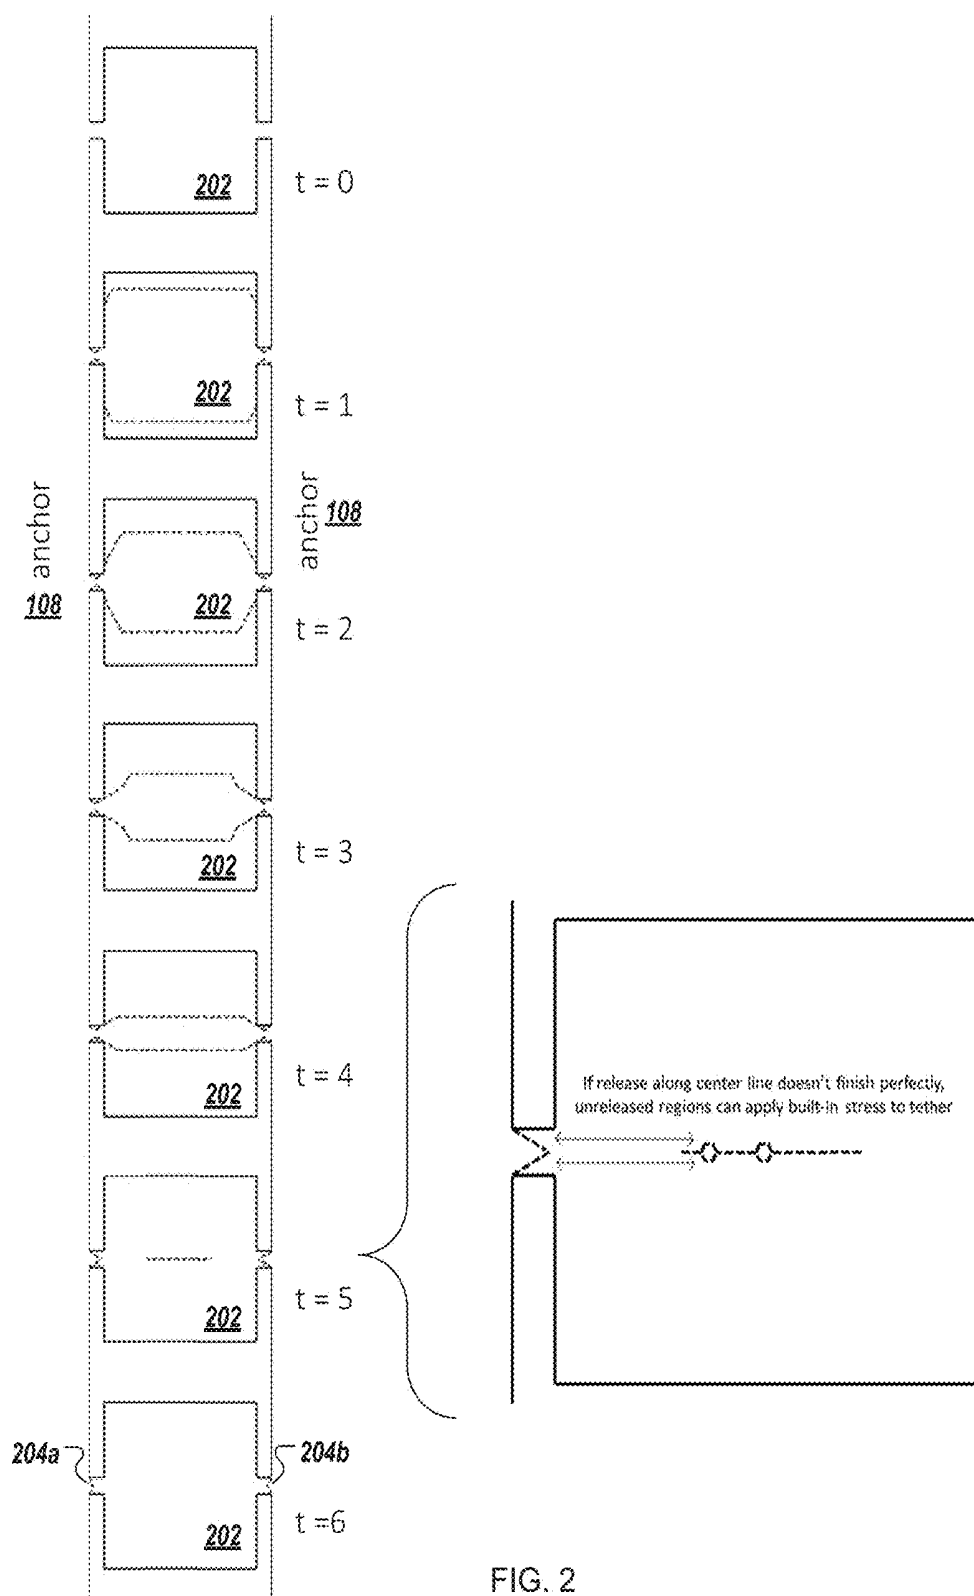 202
t = 0
202
t = 1
anchor
108
anchor
108
202
t = 2
202
t = 3
202
t = 4
If release along center line doesn't finish perfectly,
unreleased regions can apply built-in stress to tether
202
t = 5
204a
204b
202
t =6
FIG. 2